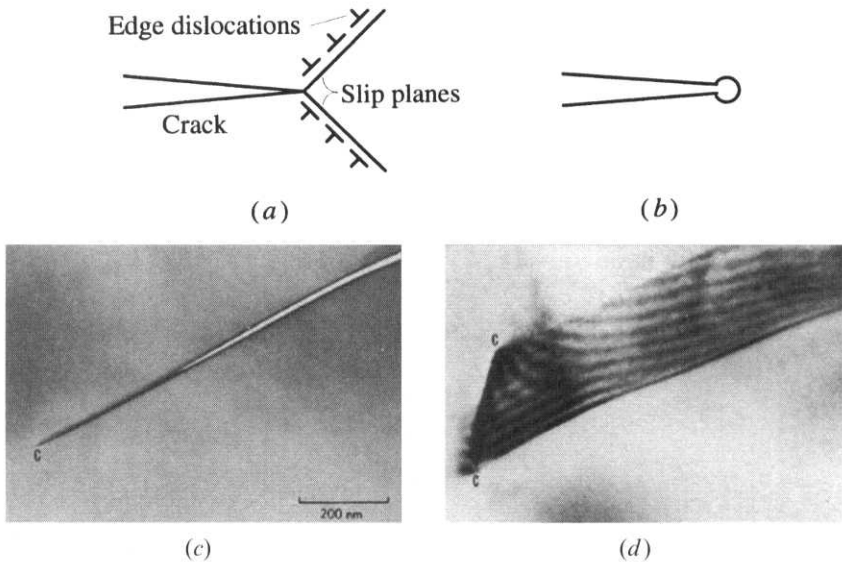 Edge dislocations
Slip planes
Crack
(a)
(b)
c
200 nm
c
c
(c)
(d)